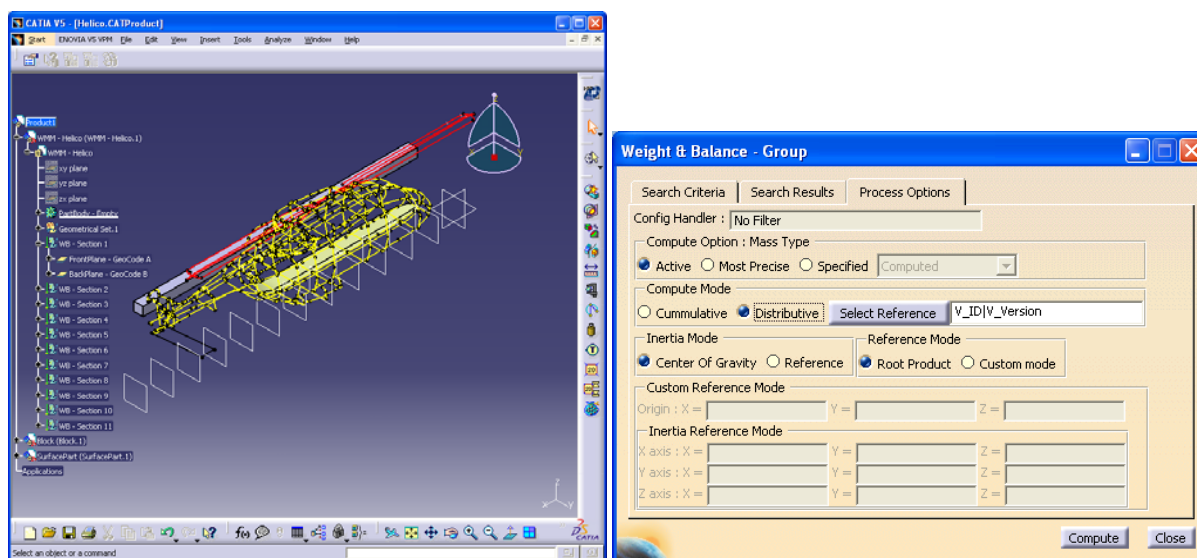 CATIA V5 - [Helico.CATProduct]
Start ENOVIA V5 VPM File Edit View Insert Tools Analyze Window Help
Product1
WMM - Helico (WMM - Helico.1)
WMM - Helico
xy plane
yz plane
zx plane
PartBody - Empty
Geometrical Set.1
WB - Section 1
FrontPlane - GeoCode A
BackPlane - GeoCode B
WB - Section 2
WB - Section 3
WB - Section 4
WB - Section 5
WB - Section 6
WB - Section 7
WB - Section 8
WB - Section 9
WB - Section 10
WB - Section 11
Block (Block.1)
SurfacePart (SurfacePart.1)
Applications
z
x
y
f(x)
CATIA
Select an object or a command
Weight & Balance - Group
Search Criteria Search Results Process Options
Config Handler : No Filter
Compute Option : Mass Type
Active Most Precise Specified Computed
Compute Mode
Cummulative Distributive Select Reference V_ID|V_Version
Inertia Mode Reference Mode
Center Of Gravity Reference Root Product Custom mode
Custom Reference Mode
Origin : X = Y = Z =
Inertia Reference Mode
X axis : X = Y = Z =
Y axis : X = Y = Z =
Z axis : X = Y = Z =
Compute Close